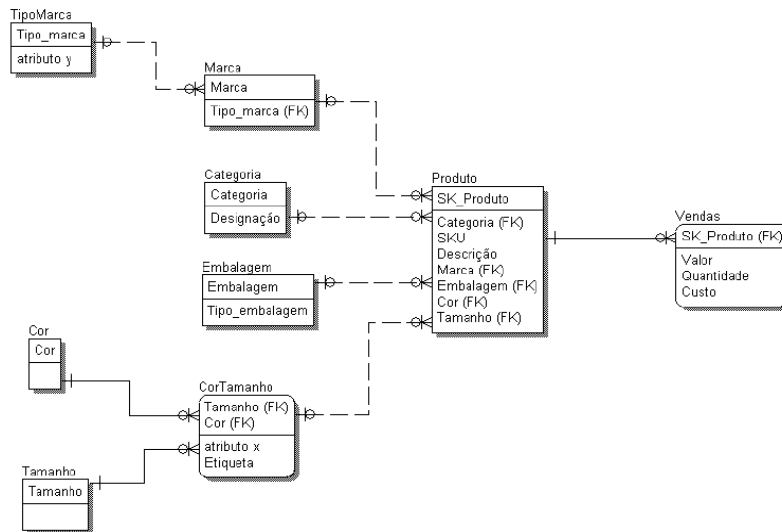 TipoMarca
Tipo_marca
atributo y
Marca
Marca
Tipo_marca (FK)
Categoria
Categoria
Designação
Embalagem
Embalagem
Tipo_embalagem
Cor
Cor
CorTamanho
Tamanho (FK)
Cor (FK)
atributo x
Etiqueta
Tamanho
Tamanho
Produto
SK_Produto
Categoria (FK)
SKU
Descrição
Marca (FK)
Embalagem (FK)
Cor (FK)
Tamanho (FK)
Vendas
SK_Produto (FK)
Valor
Quantidade
Custo